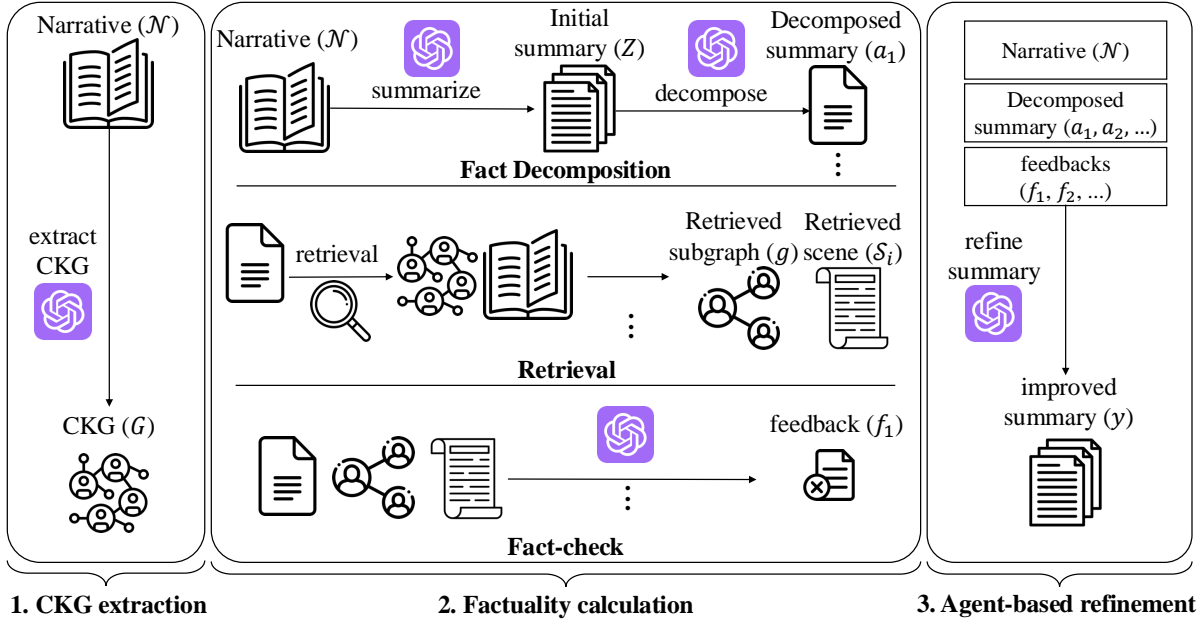 Narrative (𝒩)
extract
CKG
CKG (G)
1. CKG extraction
Narrative (𝒩)
summarize
Initial
summary (Z)
decompose
Decomposed
summary (a₁)
⋮
Fact Decomposition
retrieval
⋮
Retrieved
subgraph (g)
Retrieved
scene (𝒮ᵢ)
Retrieval
⋮
feedback (f₁)
Fact-check
2. Factuality calculation
Narrative (𝒩)
Decomposed
summary (a₁, a₂, ...)
feedbacks
(f₁, f₂, ...)
refine
summary
improved
summary (y)
3. Agent-based refinement